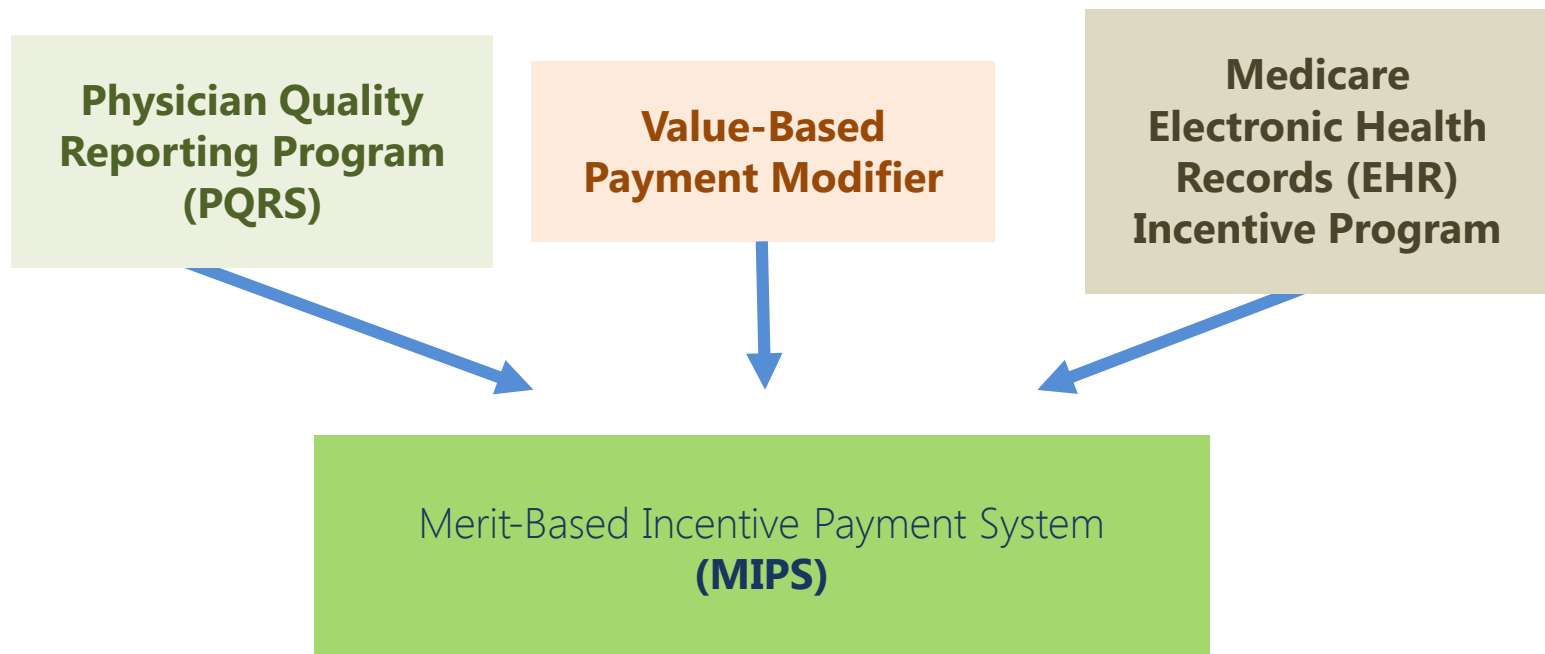 Physician Quality
Reporting Program
(PQRS)
Value-Based
Payment Modifier
Medicare
Electronic Health
Records (EHR)
Incentive Program
Merit-Based Incentive Payment System
(MIPS)